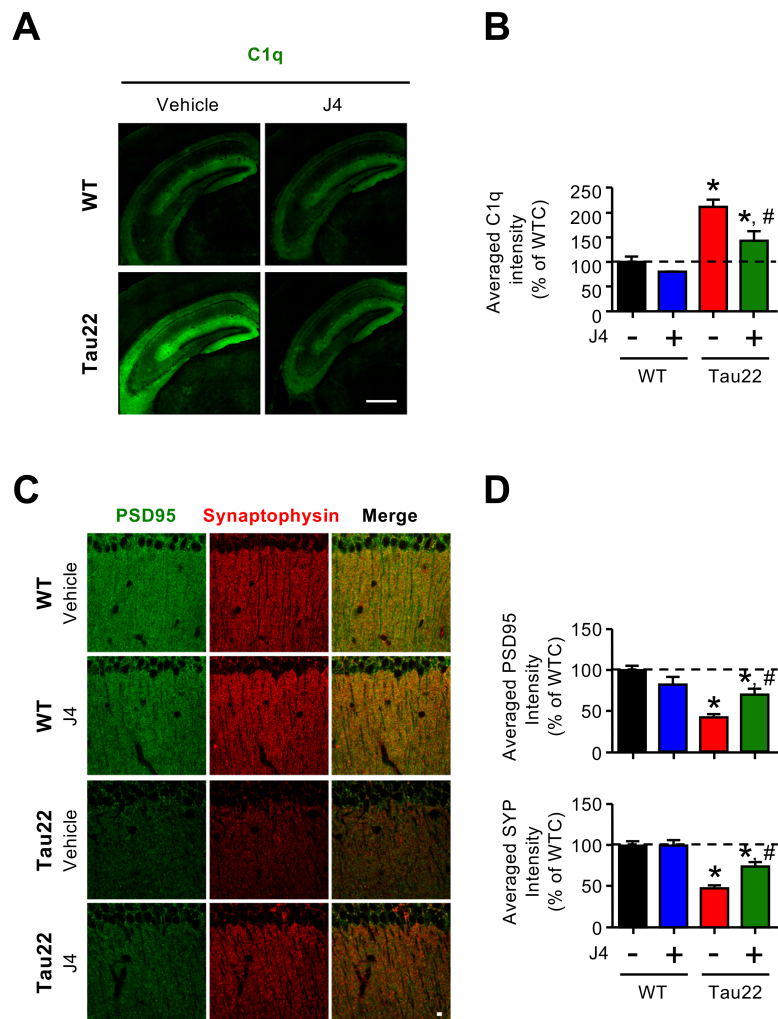 A
C1q
Vehicle
J4
WT
Tau22
B
Averaged C1q
intensity
(% of WTC)
250
200
150
100
50
0
*
*, #
J4
- + - +
WT
Tau22
C
PSD95 Synaptophysin Merge
WT
Vehicle
WT
J4
Tau22
Vehicle
Tau22
J4
D
Averaged PSD95
Intensity
(% of WTC)
150
100
50
0
*
*, #
Averaged SYP
Intensity
(% of WTC)
150
100
50
0
*
*, #
J4
- + - +
WT
Tau22